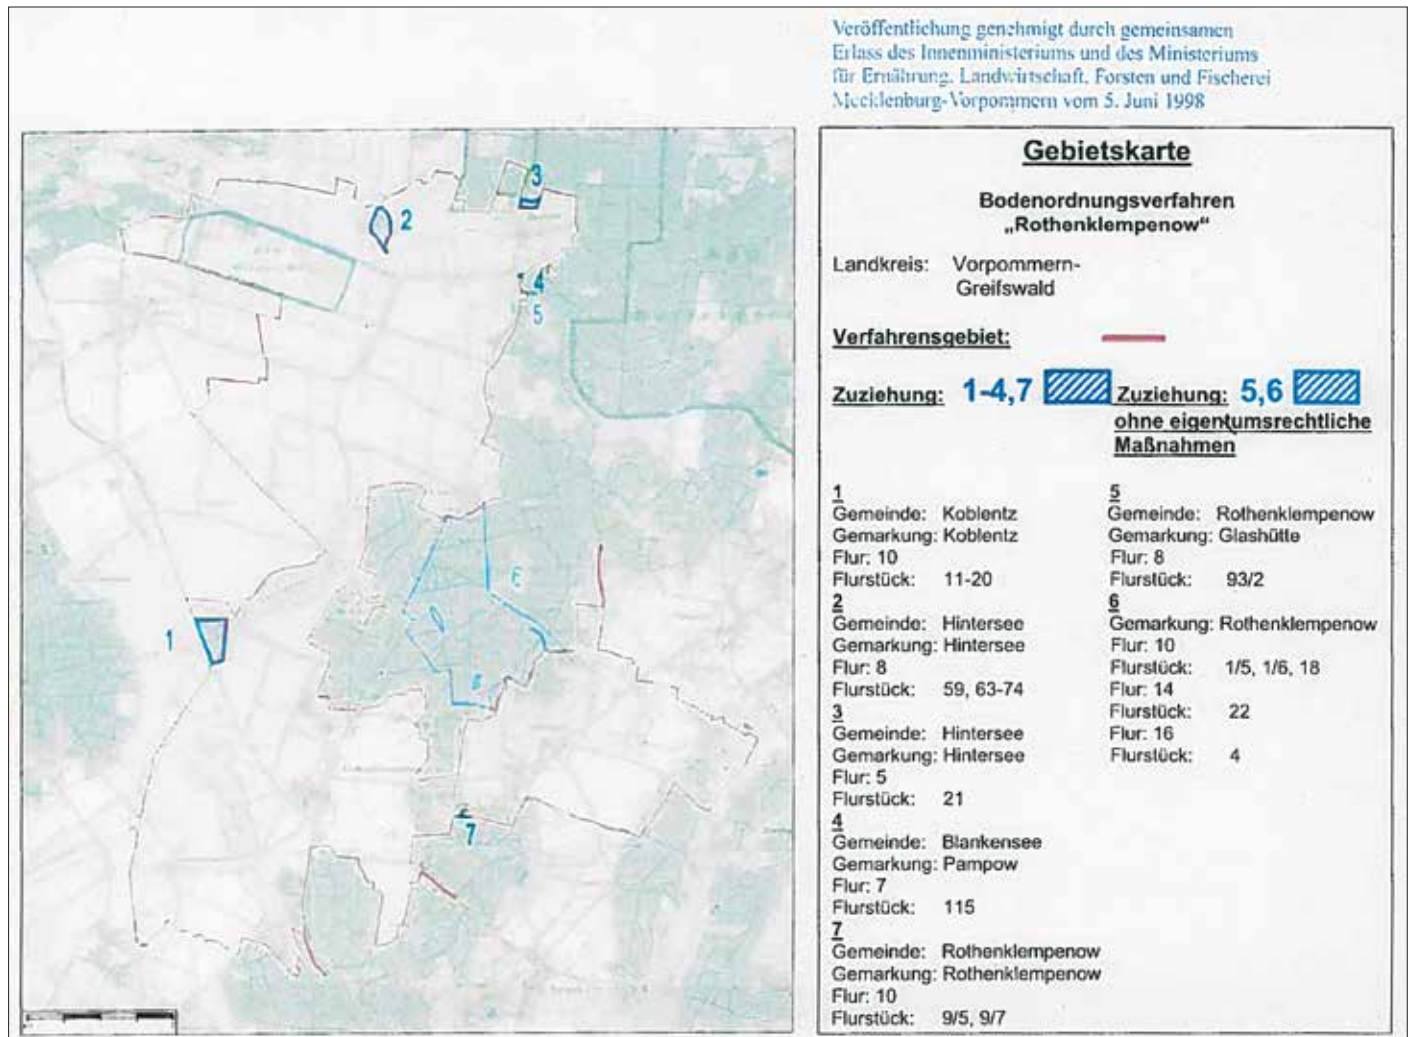 Veröffentlichung genehmigt durch gemeinsamen
Erlass des Innenministeriums und des Ministeriums
für Ernährung, Landwirtschaft, Forsten und Fischerei
Mecklenburg-Vorpommern vom 5. Juni 1998
Gebietskarte
Bodenordnungsverfahren
„Rothenklempenow“
Landkreis: Vorpommern-
Greifswald
Verfahrensgebiet:
Zuziehung: 1-4,7 Zuziehung: 5,6
ohne eigentumsrechtliche
Maßnahmen
1
Gemeinde: Koblentz
Gemarkung: Koblentz
Flur: 10
Flurstück: 11-20
2
Gemeinde: Hintersee
Gemarkung: Hintersee
Flur: 8
Flurstück: 59, 63-74
3
Gemeinde: Hintersee
Gemarkung: Hintersee
Flur: 5
Flurstück: 21
4
Gemeinde: Blankensee
Gemarkung: Pampow
Flur: 7
Flurstück: 115
7
Gemeinde: Rothenklempenow
Gemarkung: Rothenklempenow
Flur: 10
Flurstück: 9/5, 9/7
5
Gemeinde: Rothenklempenow
Gemarkung: Glashütte
Flur: 8
Flurstück: 93/2
6
Gemarkung: Rothenklempenow
Flur: 10
Flurstück: 1/5, 1/6, 18
Flur: 14
Flurstück: 22
Flur: 16
Flurstück: 4
3
2
4
5
6
1
6
7